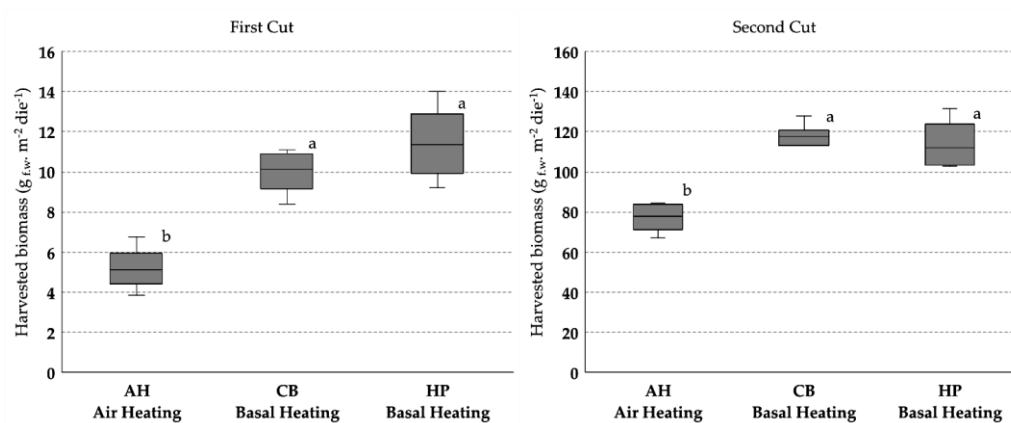 First Cut
Harvested biomass (g f.w. m-2 die-1)
16
14
12
10
8
6
4
2
0
b
a
a
AH
Air Heating
CB
Basal Heating
HP
Basal Heating
Second Cut
Harvested biomass (g f.w. m-2 die-1)
160
140
120
100
80
60
40
20
0
b
a
a
AH
Air Heating
CB
Basal Heating
HP
Basal Heating